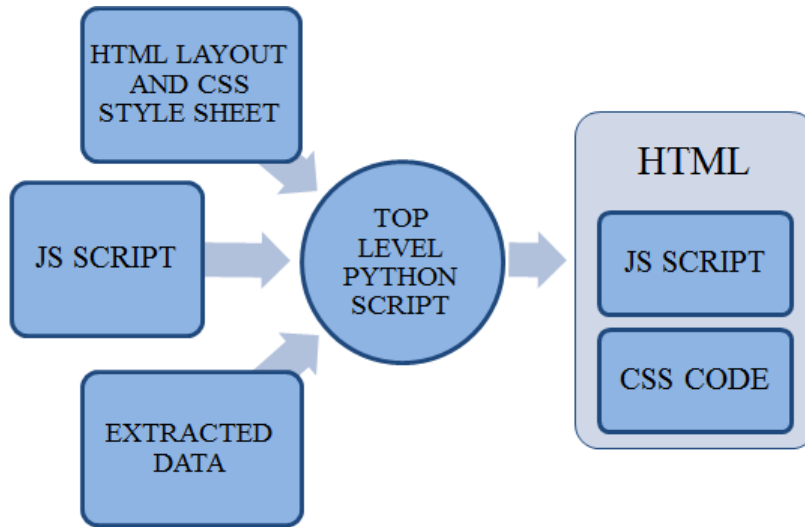 HTML LAYOUT
AND CSS
STYLE SHEET
JS SCRIPT
EXTRACTED
DATA
TOP
LEVEL
PYTHON
SCRIPT
HTML
JS SCRIPT
CSS CODE